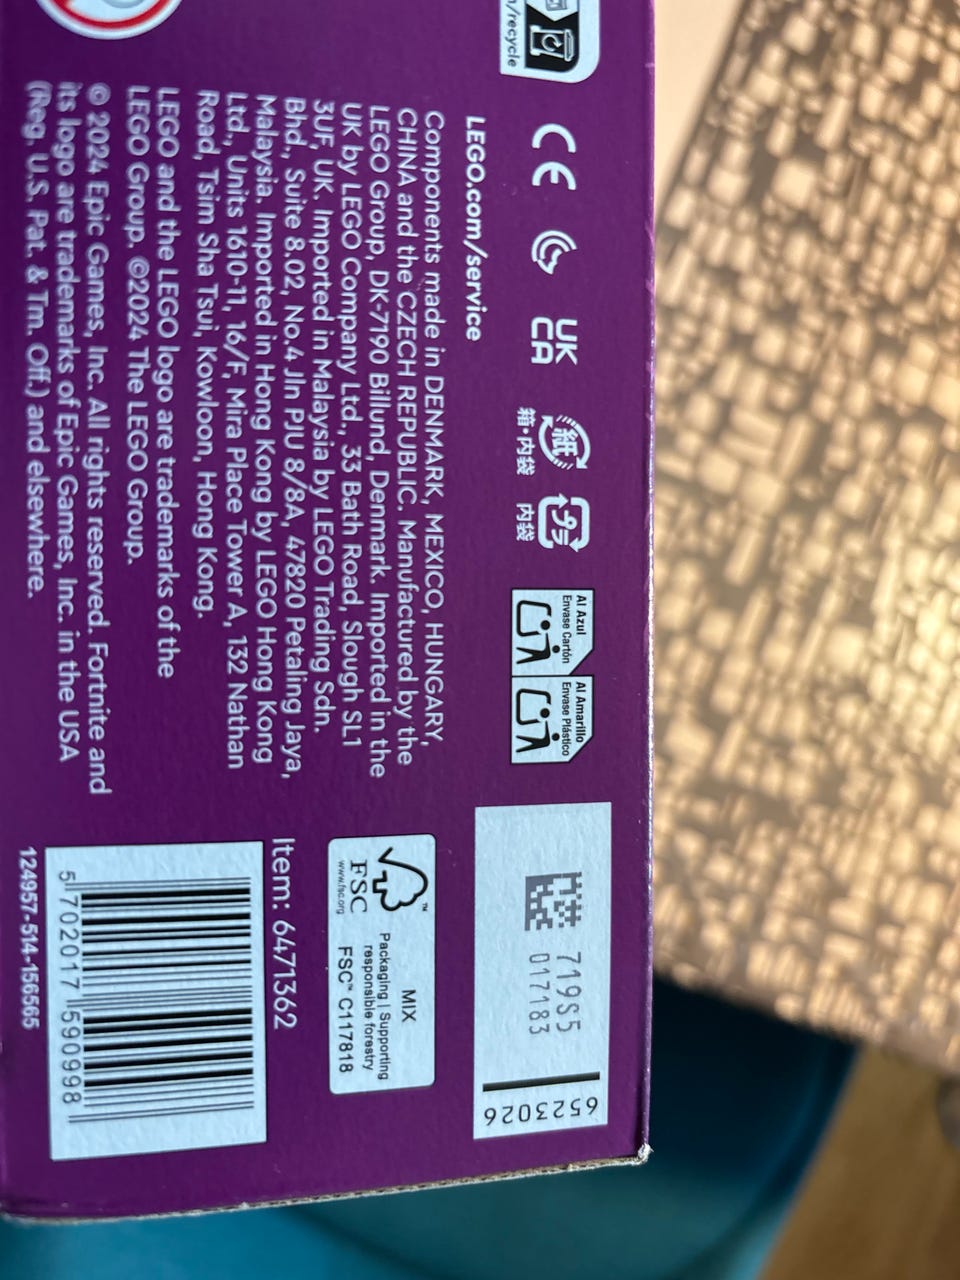 n/recycle
CE
UK
CA
紙
箱・内袋
プラ
内袋
Al Azul
Envase Cartón
Al Amarillo
Envase Plástico
LEGO.com/service
Components made in DENMARK, MEXICO, HUNGARY,
CHINA and the CZECH REPUBLIC. Manufactured by the
LEGO Group, DK-7190 Billund, Denmark. Imported in the
UK by LEGO Company Ltd., 33 Bath Road, Slough SL1
3UF, UK. Imported in Malaysia by LEGO Trading Sdn.
Bhd., Suite 8.02, No.4 Jln PJU 8/8A, 47820 Petaling Jaya,
Malaysia. Imported in Hong Kong by LEGO Hong Kong
Ltd., Units 1610-11, 16/F, Mira Place Tower A, 132 Nathan
Road, Tsim Sha Tsui, Kowloon, Hong Kong.
LEGO and the LEGO logo are trademarks of the
LEGO Group. ©2024 The LEGO Group.
© 2024 Epic Games, Inc. All rights reserved. Fortnite and
its logo are trademarks of Epic Games, Inc. in the USA
(Reg. U.S. Pat. & Tm. Off.) and elsewhere.
719S5
017183
6523026
FSC
www.fsc.org
MIX
Packaging | Supporting
responsible forestry
FSC™ C117818
Item: 6471362
5 702017 590998
124957-514-156565